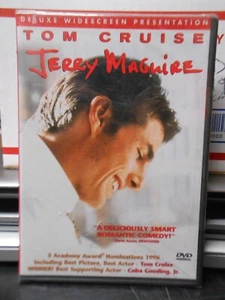 DELUXE WIDESCREEN PRESENTATION
TOM CRUISE
JERRY MAGUIRE
"A DELICIOUSLY SMART
ROMANTIC COMEDY!"
DVD
5 Academy Award Nominations 1996
Including Best Picture, Best Actor - Tom Cruise
WINNER! Best Supporting Actor - Cuba Gooding, Jr.